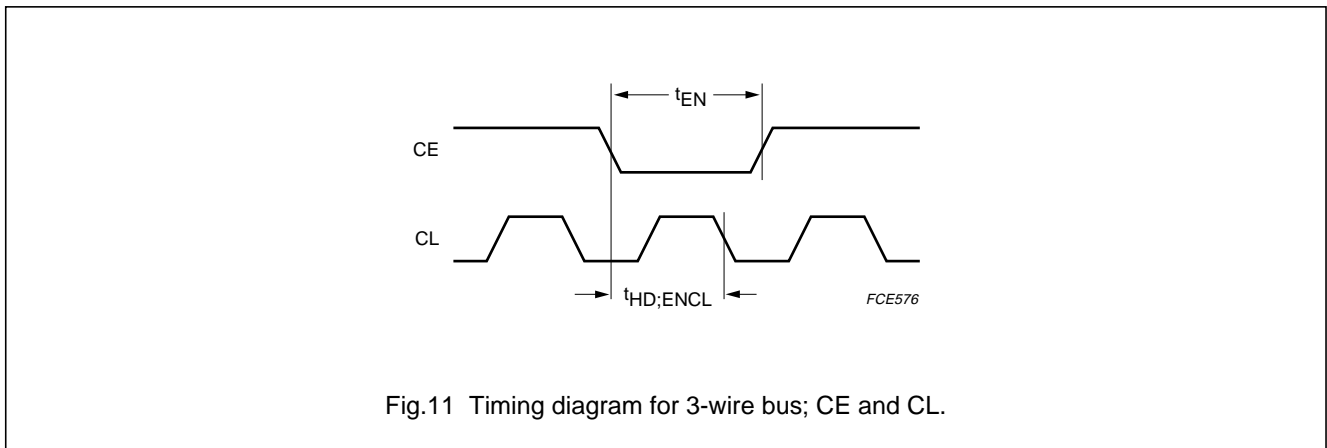 tEN
CE
CL
tHD;ENCL
FCE576
Fig.11 Timing diagram for 3-wire bus; CE and CL.